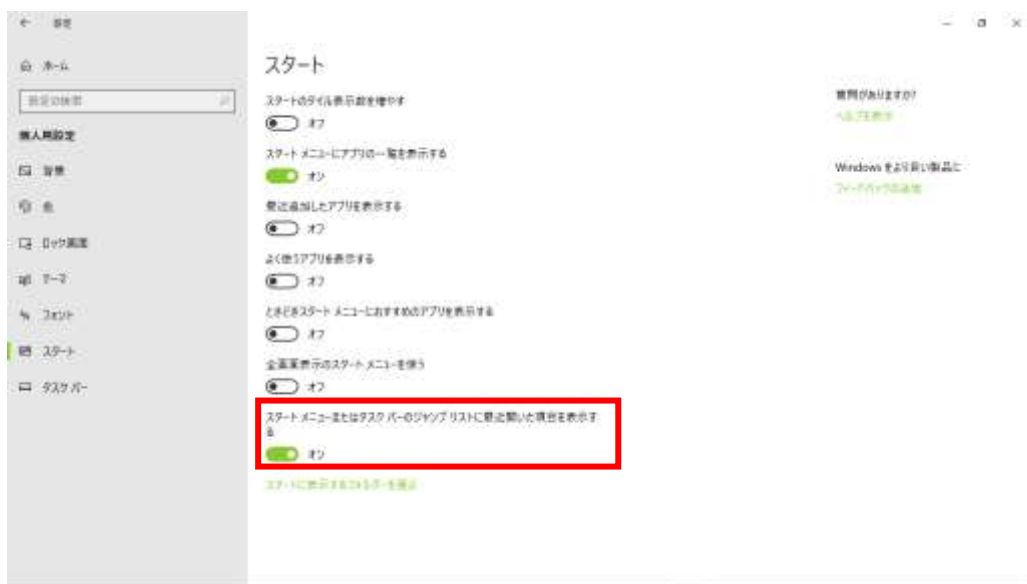 設定
ホーム
設定の検索
個人用設定
背景
色
ロック画面
テーマ
フォント
スタート
タスク バー
スタート
スタートのタイル表示数を増やす
オフ
スタート メニューにアプリの一覧を表示する
オン
最近追加したアプリを表示する
オフ
よく使うアプリを表示する
オフ
ときどきスタート メニューにおすすめのアプリを表示する
オフ
全画面表示のスタート メニューを使う
オフ
スタート メニューまたはタスク バーのジャンプ リストに最近開いた項目を表示す
る
オン
スタートに表示するフォルダーを選ぶ
質問がありますか?
ヘルプを表示
Windows をより良い製品に
フィードバックの送信